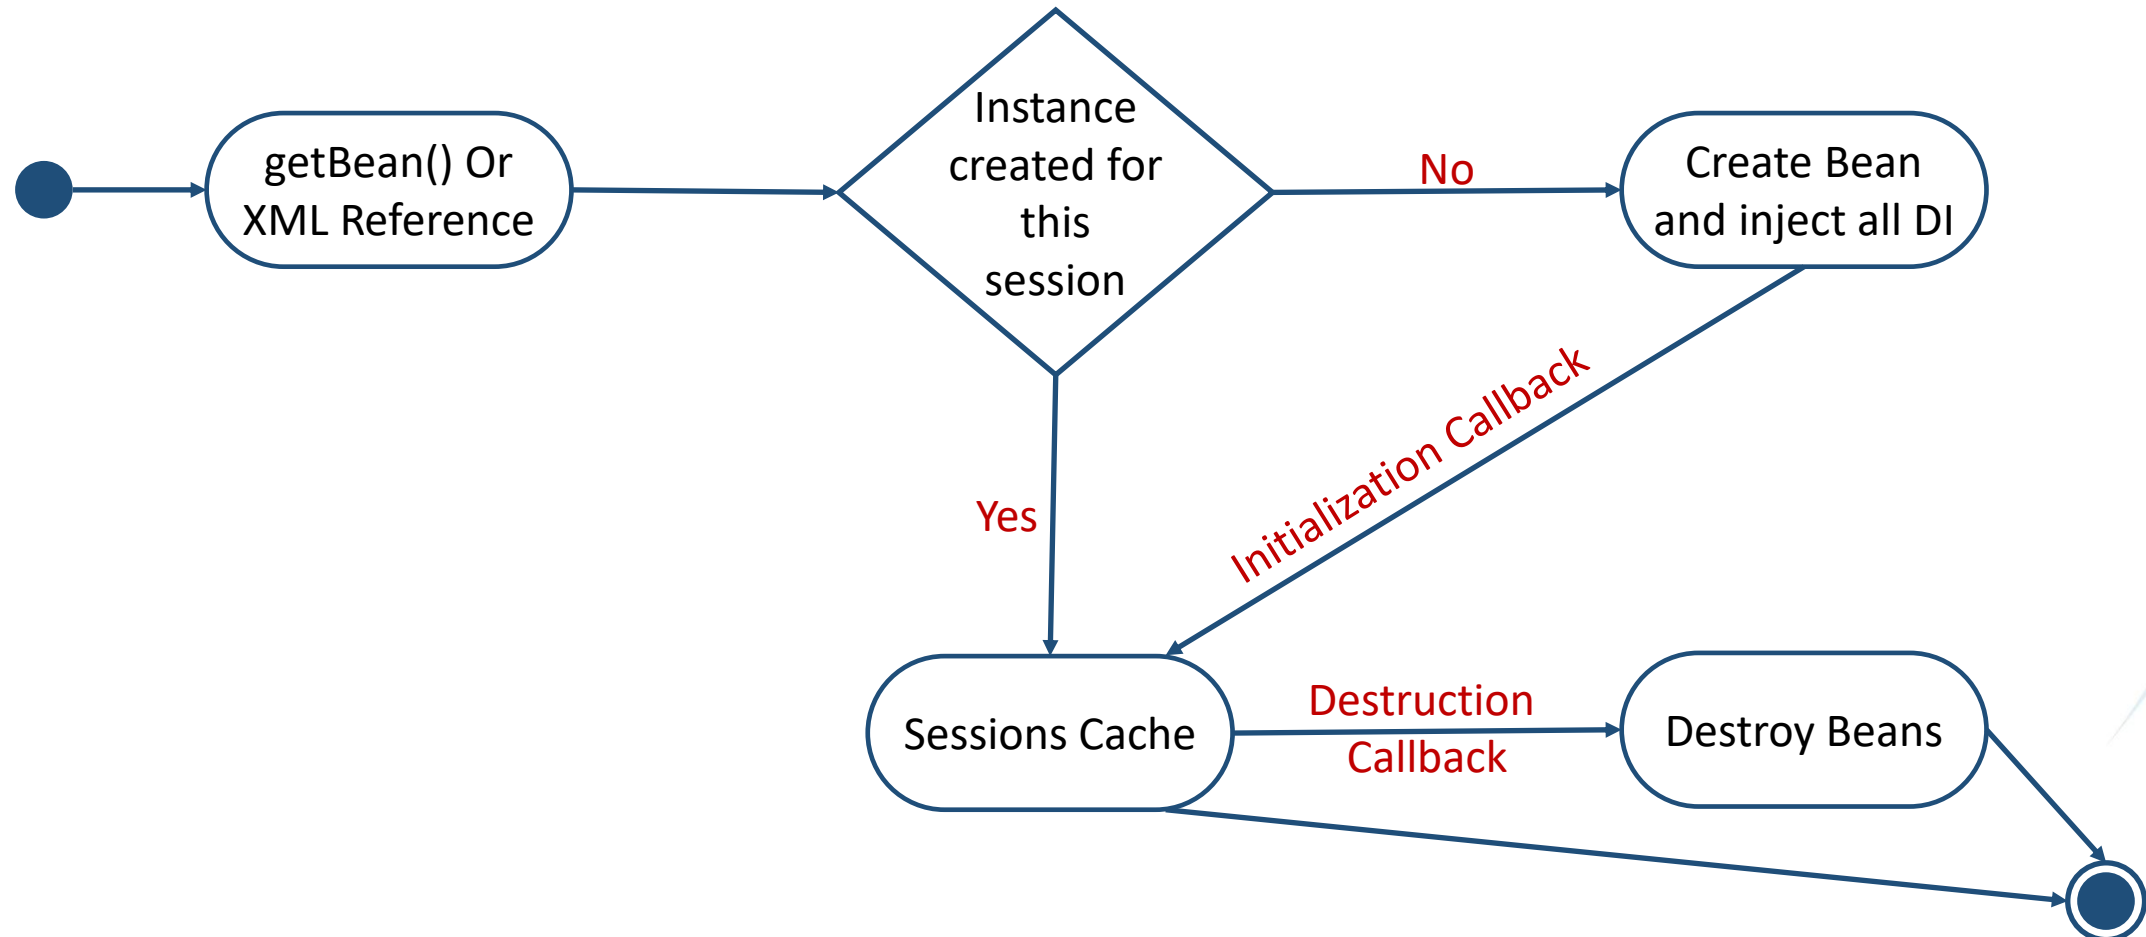 getBean() Or
XML Reference
Instance
created for
this
session
No
Create Bean
and inject all DI
Yes
Initialization Callback
Sessions Cache
Destruction
Callback
Destroy Beans